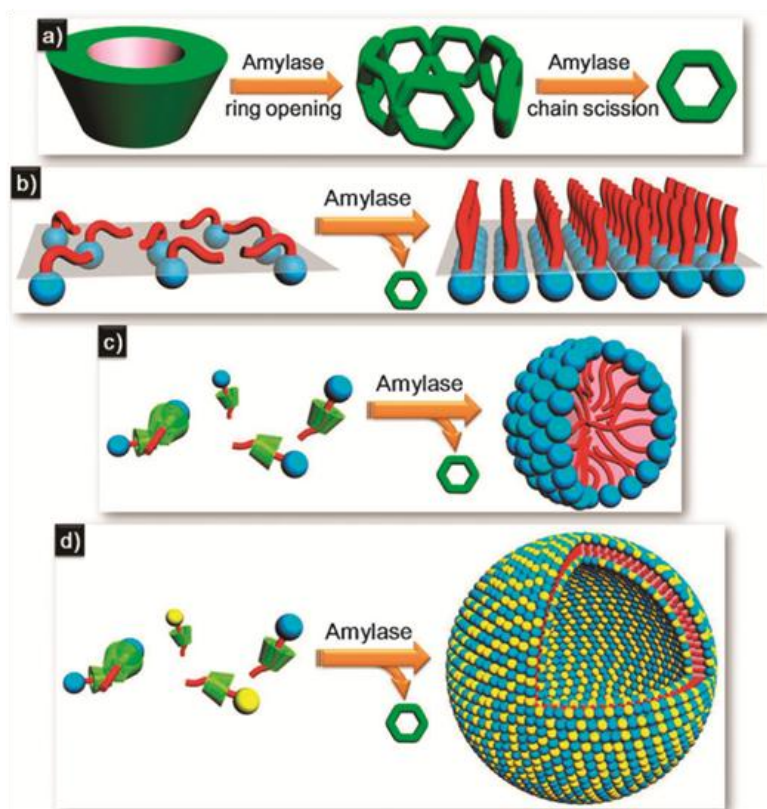 a)
Amylase
ring opening
Amylase
chain scission
b)
Amylase
c)
Amylase
d)
Amylase